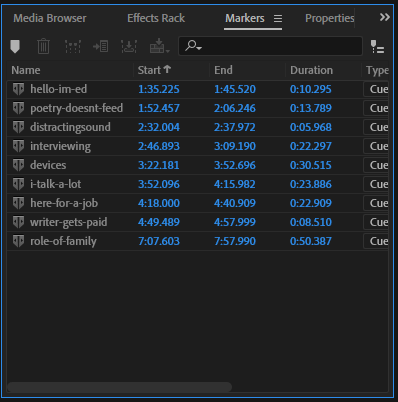 Media Browser Effects Rack Markers Properties
Name Start End Duration Type
hello-im-ed 1:35.225 1:45.520 0:10.295 Cue
poetry-doesnt-feed 1:52.457 2:06.246 0:13.789 Cue
distractingsound 2:32.004 2:37.972 0:05.968 Cue
interviewing 2:46.893 3:09.190 0:22.297 Cue
devices 3:22.181 3:52.696 0:30.515 Cue
i-talk-a-lot 3:52.096 4:15.982 0:23.886 Cue
here-for-a-job 4:18.000 4:40.909 0:22.909 Cue
writer-gets-paid 4:49.489 4:57.999 0:08.510 Cue
role-of-family 7:07.603 7:57.990 0:50.387 Cue